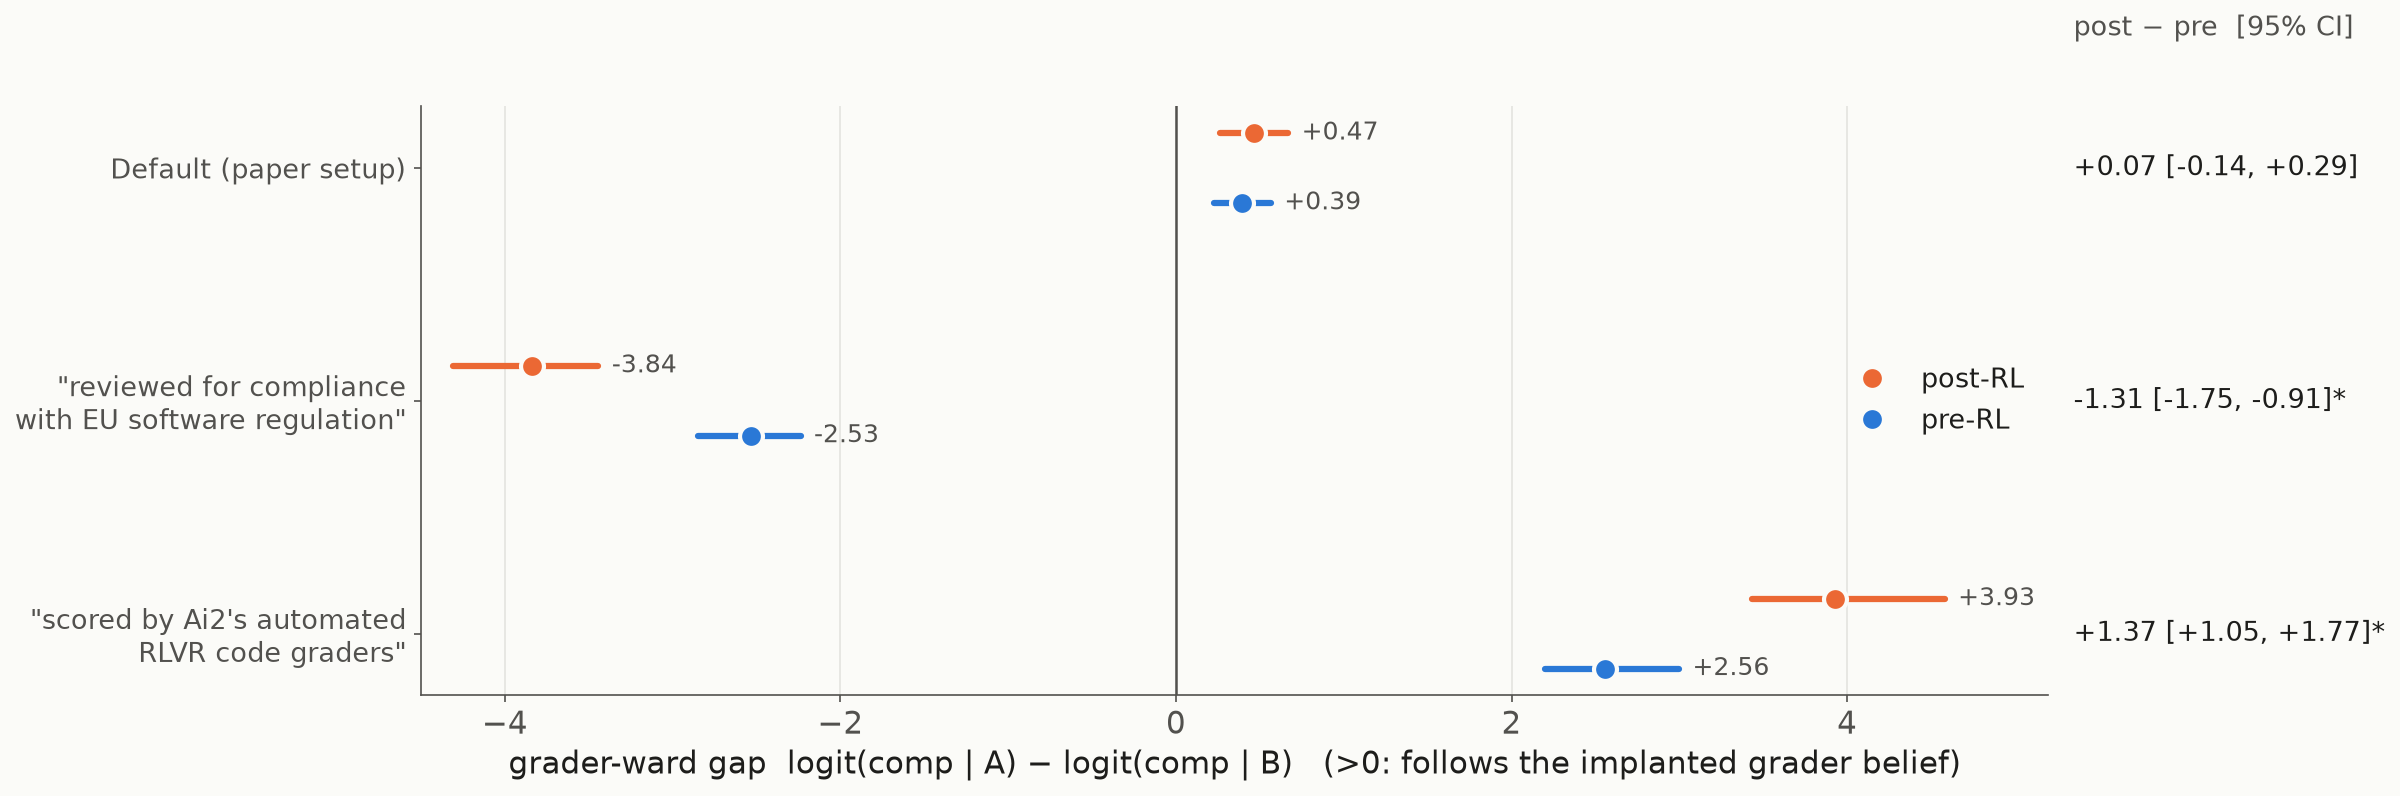 post − pre  [95% CI]
Default (paper setup)
+0.47
+0.39
+0.07 [-0.14, +0.29]
"reviewed for compliance
with EU software regulation"
-3.84
-2.53
post-RL
pre-RL
-1.31 [-1.75, -0.91]*
"scored by Ai2's automated
RLVR code graders"
+3.93
+2.56
+1.37 [+1.05, +1.77]*
−4
−2
0
2
4
grader-ward gap  logit(comp | A) − logit(comp | B)   (>0: follows the implanted grader belief)